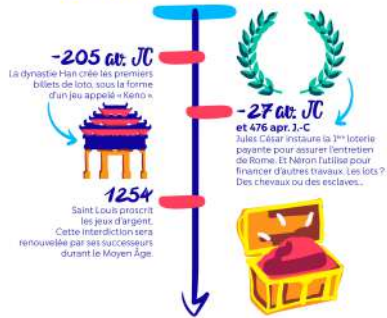 -205 av. JC
La dynastie Han crée les premiers
billets de loto, sous la forme
d'un jeu appelé « Keno »
-27 av. JC
et 476 apr. J.-C
Jules César instaure la 1ère loterie
payante pour assurer l'entretien
de Rome. Et Néron l'utilise pour
financer d'autres travaux. Les lots ?
Des chevaux ou des esclaves...
1254
Saint Louis proscrit
les jeux d'argent.
Cette interdiction sera
renouvelée par ses successeurs
durant le Moyen Âge.